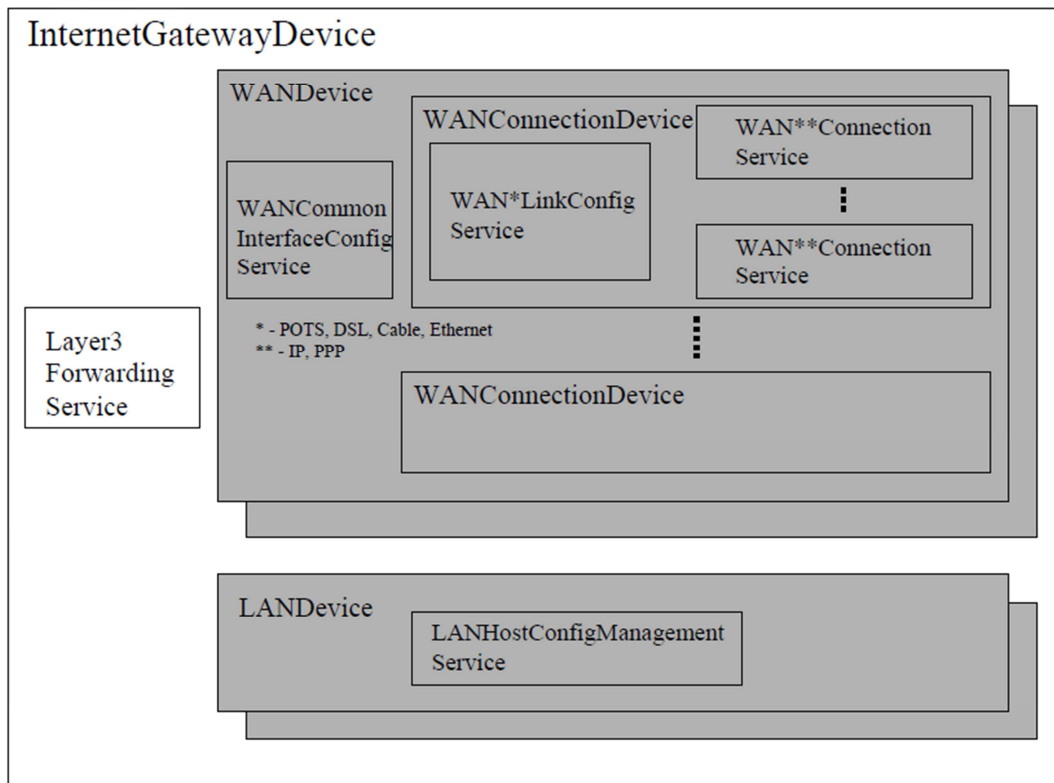 InternetGatewayDevice
WANDevice
WANConnectionDevice
WAN**Connection
Service
WAN*LinkConfig
Service
WANCommon
InterfaceConfig
Service
WAN**Connection
Service
* - POTS, DSL, Cable, Ethernet
** - IP, PPP
Layer3
Forwarding
Service
WANConnectionDevice
LANDevice
LANHostConfigManagement
Service